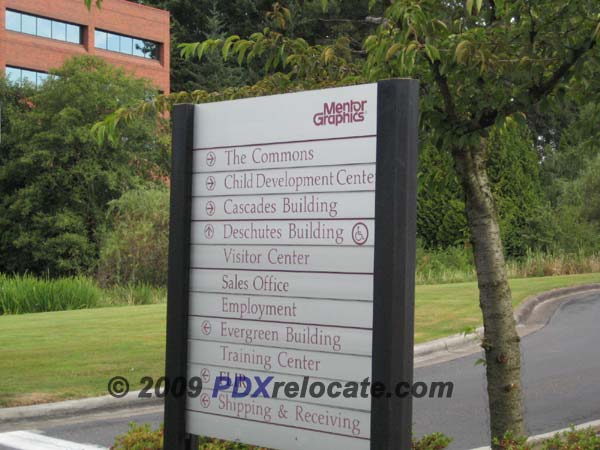 Mentor
Graphics
The Commons
Child Development Cente
Cascades Building
Deschutes Building
Visitor Center
Sales Office
Employment
Evergreen Building
Training Center
© 2009 PDXrelocate.com
Shipping & Receiving